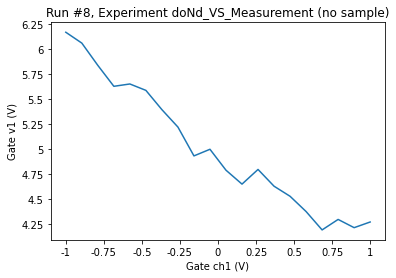 Run #8, Experiment doNd_VS_Measurement (no sample)
6.25
6
5.75
5.5
5.25
5
4.75
4.5
4.25
Gate v1 (V)
-1 -0.75 -0.5 -0.25 0 0.25 0.5 0.75 1
Gate ch1 (V)